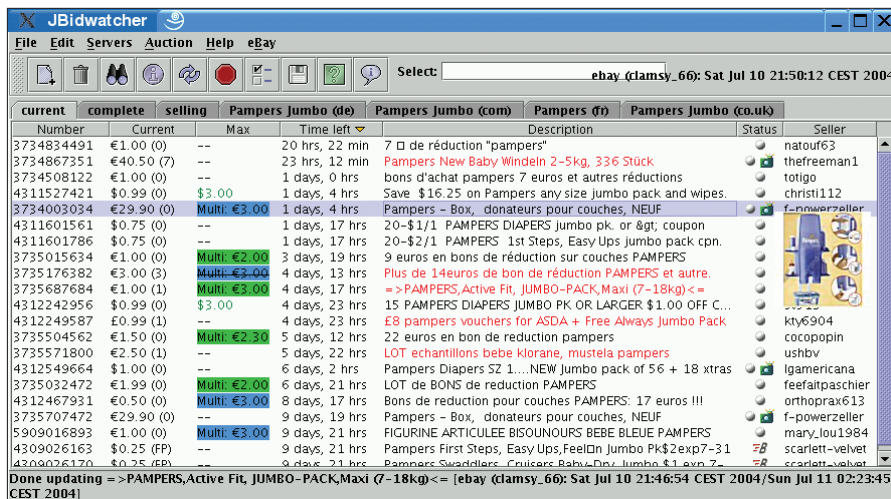 JBidwatcher
File Edit Servers Auction Help eBay
Select: ebay (clamsy_66): Sat Jul 10 21:50:12 CEST 2004
current complete selling Pampers Jumbo (de) Pampers Jumbo (com) Pampers (fr) Pampers Jumbo (co.uk)
Number Current Max Time left Description Status Seller
3734834491 €1.00 (0) -- 20 hrs, 22 min 7 □ de réduction "pampers" natouf63
3734867351 €40.50 (7) -- 23 hrs, 12 min Pampers New Baby Windeln 2-5kg, 336 Stück thefreeman1
3734508122 €1.00 (0) -- 1 days, 0 hrs bons d'achat pampers 7 euros et autres réductions totigo
4311527421 $0.99 (0) $3.00 1 days, 4 hrs Save $16.25 on Pampers any size jumbo pack and wipes. christi112
3734003034 €29.90 (0) Multi: €3.00 1 days, 4 hrs Pampers - Box, donateurs pour couches, NEUF f-powerzeller
4311601561 $0.75 (0) -- 1 days, 17 hrs 20-$1/1 PAMPERS DIAPERS jumbo pk. or &gt; coupon
4311601786 $0.75 (0) -- 1 days, 17 hrs 20-$2/1 PAMPERS 1st Steps, Easy Ups jumbo pack cpn.
3735015634 €1.00 (0) Multi: €2.00 3 days, 19 hrs 9 euros en bons de réduction sur couches PAMPERS
3735176382 €3.00 (3) Multi: €3.00 4 days, 13 hrs Plus de 14euros de bon de réduction PAMPERS et autre.
3735687684 €1.00 (1) Multi: €3.00 4 days, 17 hrs =>PAMPERS,Active Fit, JUMBO-PACK,Maxi (7-18kg)<=
4312242956 $0.99 (0) $3.00 4 days, 23 hrs 15 PAMPERS DIAPERS JUMBO PK OR LARGER $1.00 OFF C...
4312249587 £0.99 (1) -- 4 days, 23 hrs £8 pampers vouchers for ASDA + Free Always Jumbo Pack kty6904
3735504562 €1.50 (0) Multi: €2.30 5 days, 12 hrs 22 euros en bon de reduction pampers cocopopin
3735571800 €2.50 (1) -- 5 days, 22 hrs LOT echantillons bebe klorane, mustela pampers ushbv
4312549664 $1.00 (0) -- 6 days, 2 hrs Pampers Diapers SZ 1....NEW Jumbo pack of 56 + 18 xtras lgamericana
3735032472 €1.99 (0) Multi: €2.00 6 days, 21 hrs LOT de BONS de reduction PAMPERS feefaitpaschier
4312467931 €0.50 (0) Multi: €3.00 8 days, 17 hrs Bons de reduction pour couches PAMPERS: 17 euros !!! orthoprax613
3735707472 €29.90 (0) -- 9 days, 19 hrs Pampers - Box, donateurs pour couches, NEUF f-powerzeller
5909016893 €1.00 (0) Multi: €3.00 9 days, 21 hrs FIGURINE ARTICULEE BISOUNOURS BEBE BLEUE PAMPERS mary_lou1984
4309026163 $0.25 (FP) -- 9 days, 21 hrs Pampers First Steps, Easy Ups,Feel□n Jumbo Pk$2exp7-31 scarlett-velvet
4309026170 $0.25 (FP) -- 9 days, 21 hrs Pampers Swaddlers, Cruisers Baby-Dry Jumbo $1 exp 7- scarlett-velvet
Done updating =>PAMPERS,Active Fit, JUMBO-PACK,Maxi (7-18kg)<= [ebay (clamsy_66): Sat Jul 10 21:46:54 CEST 2004/Sun Jul 11 02:23:45
CEST 2004]